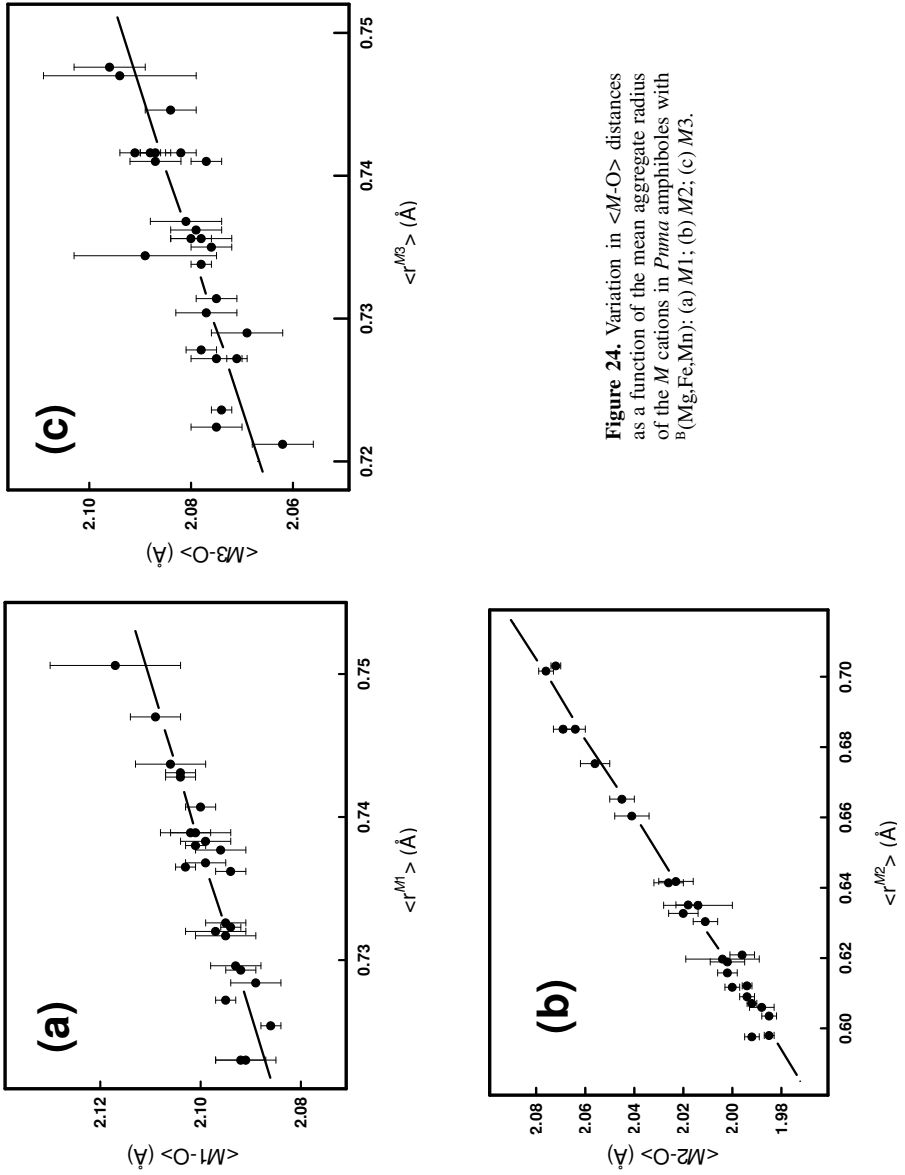 (a)
2.12
2.10
2.08
<M1-O> (Å)
0.73
0.74
0.75
<r^M1> (Å)
(b)
2.08
2.06
2.04
2.02
2.00
1.98
<M2-O> (Å)
0.60
0.62
0.64
0.66
0.68
0.70
<r^M2> (Å)
(c)
2.10
2.08
2.06
<M3-O> (Å)
0.72
0.73
0.74
0.75
<r^M3> (Å)
Figure 24. Variation in <M-O> distances
as a function of the mean aggregate radius
of the M cations in Pnma amphiboles with
ᴮ(Mg,Fe,Mn): (a) M1; (b) M2; (c) M3.